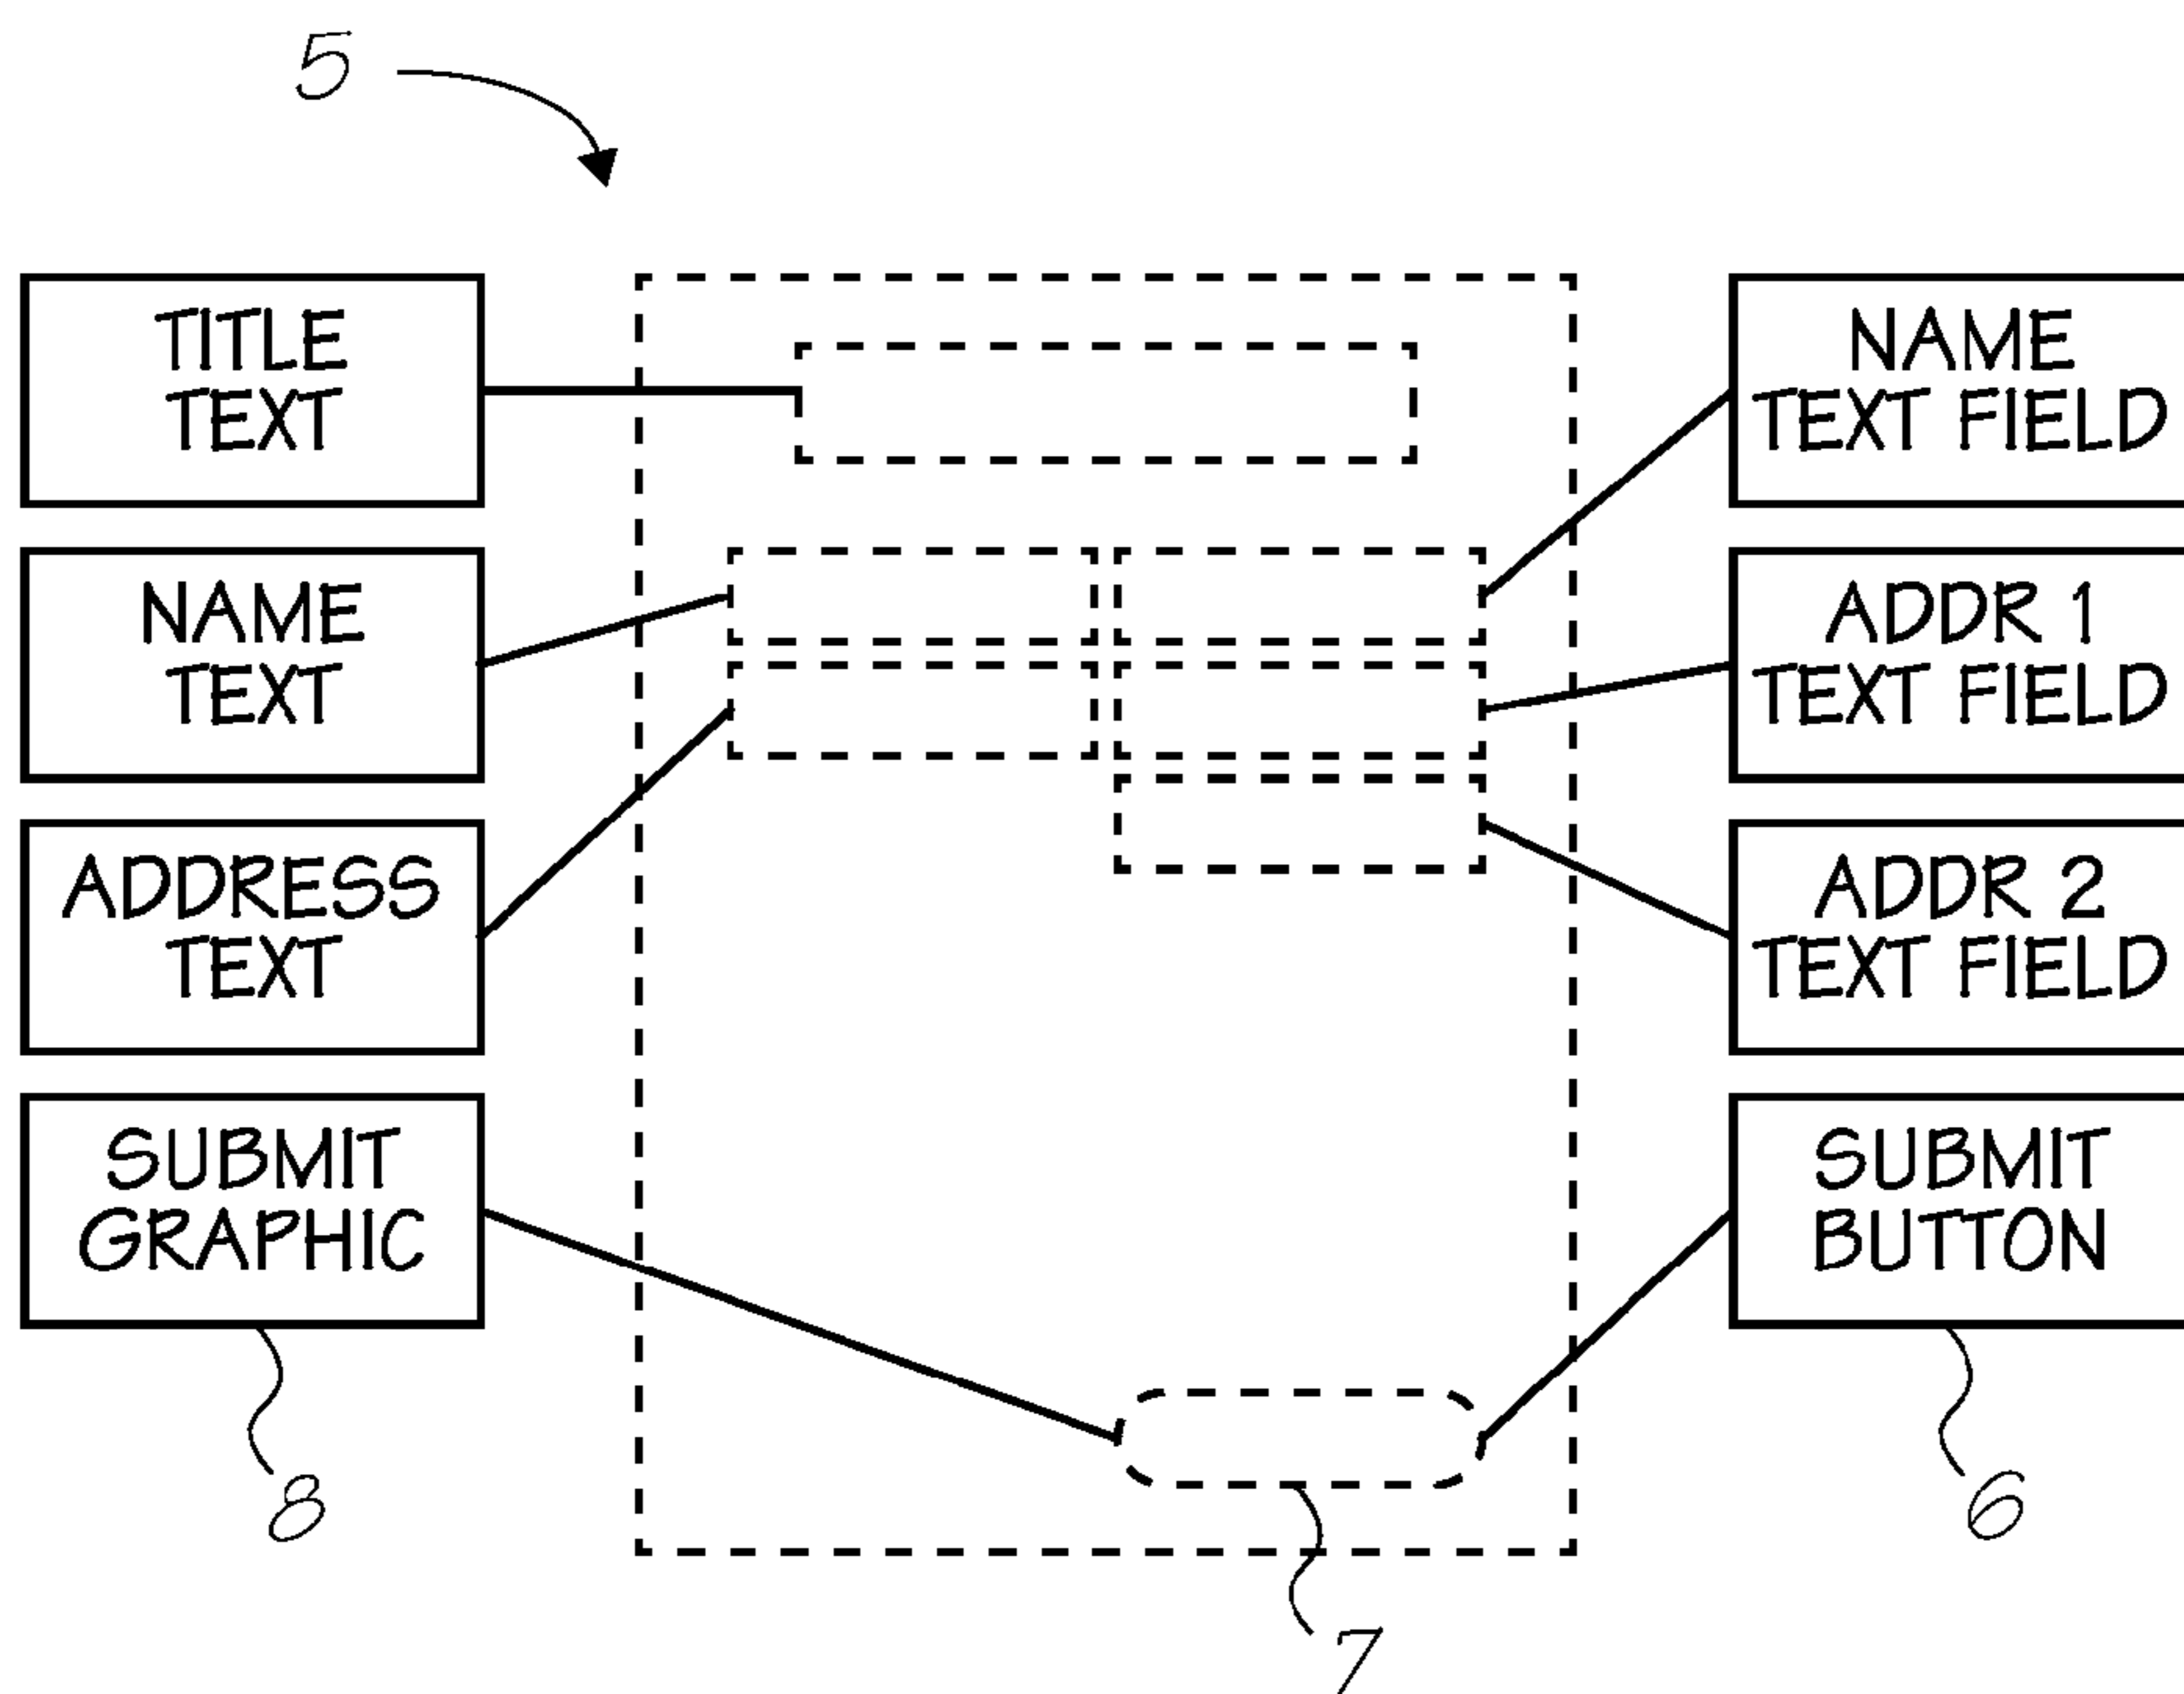 5
TITLE
TEXT
NAME
TEXT FIELD
NAME
TEXT
ADDR 1
TEXT FIELD
ADDRESS
TEXT
ADDR 2
TEXT FIELD
SUBMIT
GRAPHIC
SUBMIT
BUTTON
8
6
7